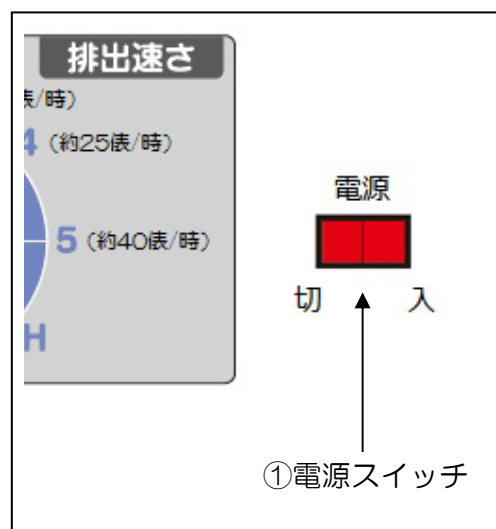 排出速さ
俵/時)
4 (約25俵/時)
5 (約40俵/時)
H
電源
切 入
①電源スイッチ